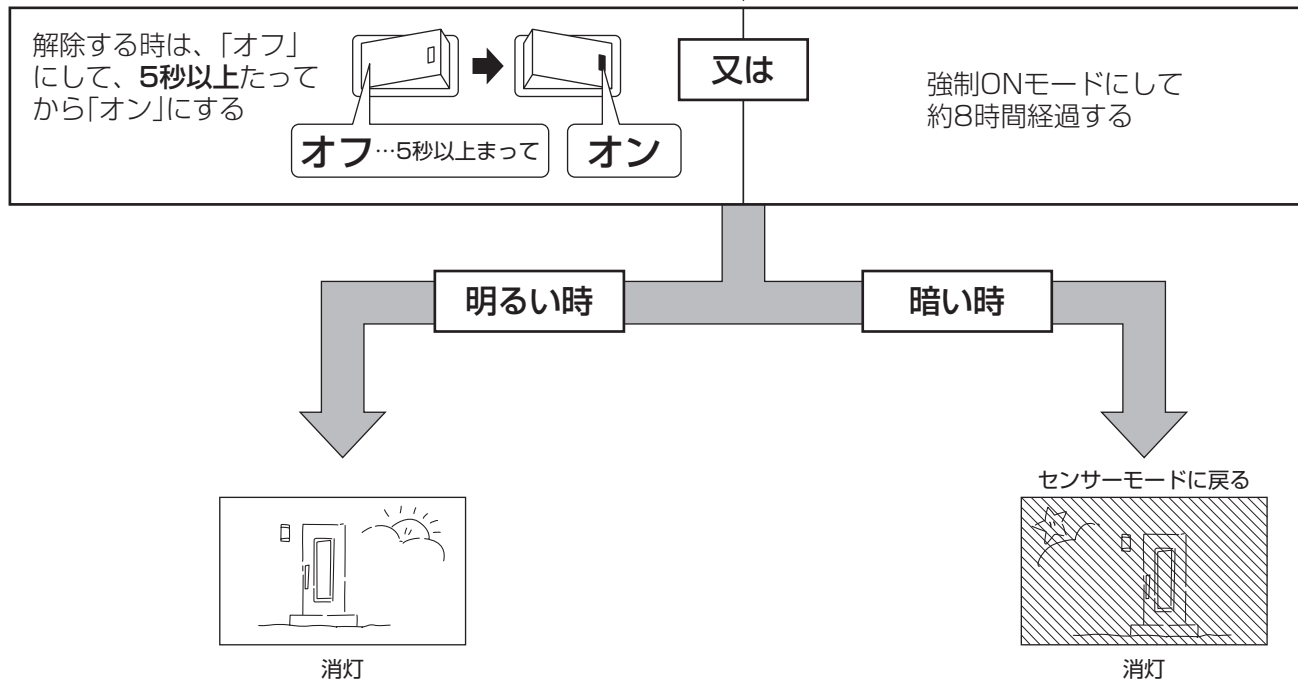 解除する時は、「オフ」
にして、5秒以上たって
から「オン」にする
オフ…5秒以上まって
オン
又は
強制ONモードにして
約8時間経過する
明るい時
暗い時
センサーモードに戻る
消灯
消灯